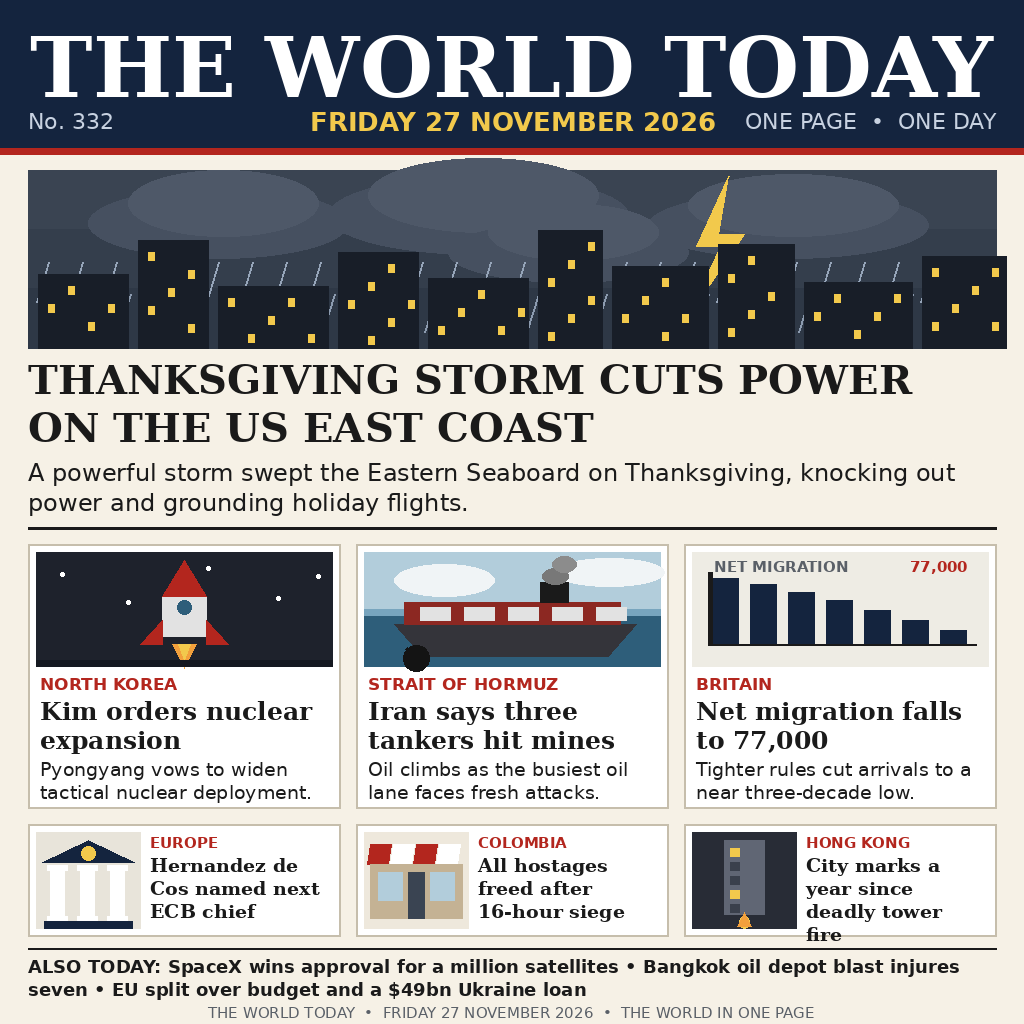 THE WORLD TODAY
No. 332
FRIDAY 27 NOVEMBER 2026
ONE PAGE • ONE DAY
THANKSGIVING STORM CUTS POWER
ON THE US EAST COAST
A powerful storm swept the Eastern Seaboard on Thanksgiving, knocking out
power and grounding holiday flights.
NORTH KOREA
Kim orders nuclear
expansion
Pyongyang vows to widen
tactical nuclear deployment.
STRAIT OF HORMUZ
Iran says three
tankers hit mines
Oil climbs as the busiest oil
lane faces fresh attacks.
NET MIGRATION
77,000
BRITAIN
Net migration falls
to 77,000
Tighter rules cut arrivals to a
near three-decade low.
EUROPE
Hernandez de
Cos named next
ECB chief
COLOMBIA
All hostages
freed after
16-hour siege
HONG KONG
City marks a
year since
deadly tower
fire
ALSO TODAY: SpaceX wins approval for a million satellites • Bangkok oil depot blast injures
seven • EU split over budget and a $49bn Ukraine loan
THE WORLD TODAY • FRIDAY 27 NOVEMBER 2026 • THE WORLD IN ONE PAGE